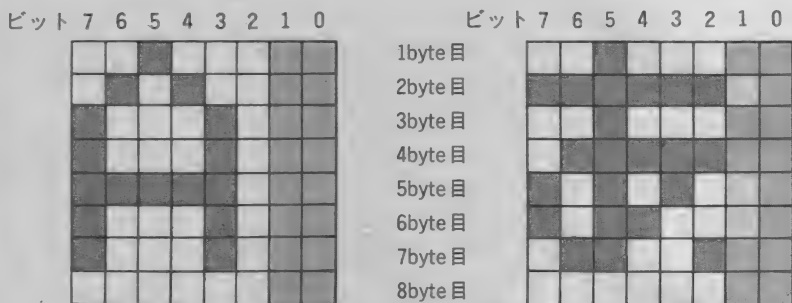 ビット 7 6 5 4 3 2 1 0
ビット 7 6 5 4 3 2 1 0
1byte目
2byte目
3byte目
4byte目
5byte目
6byte目
7byte目
8byte目